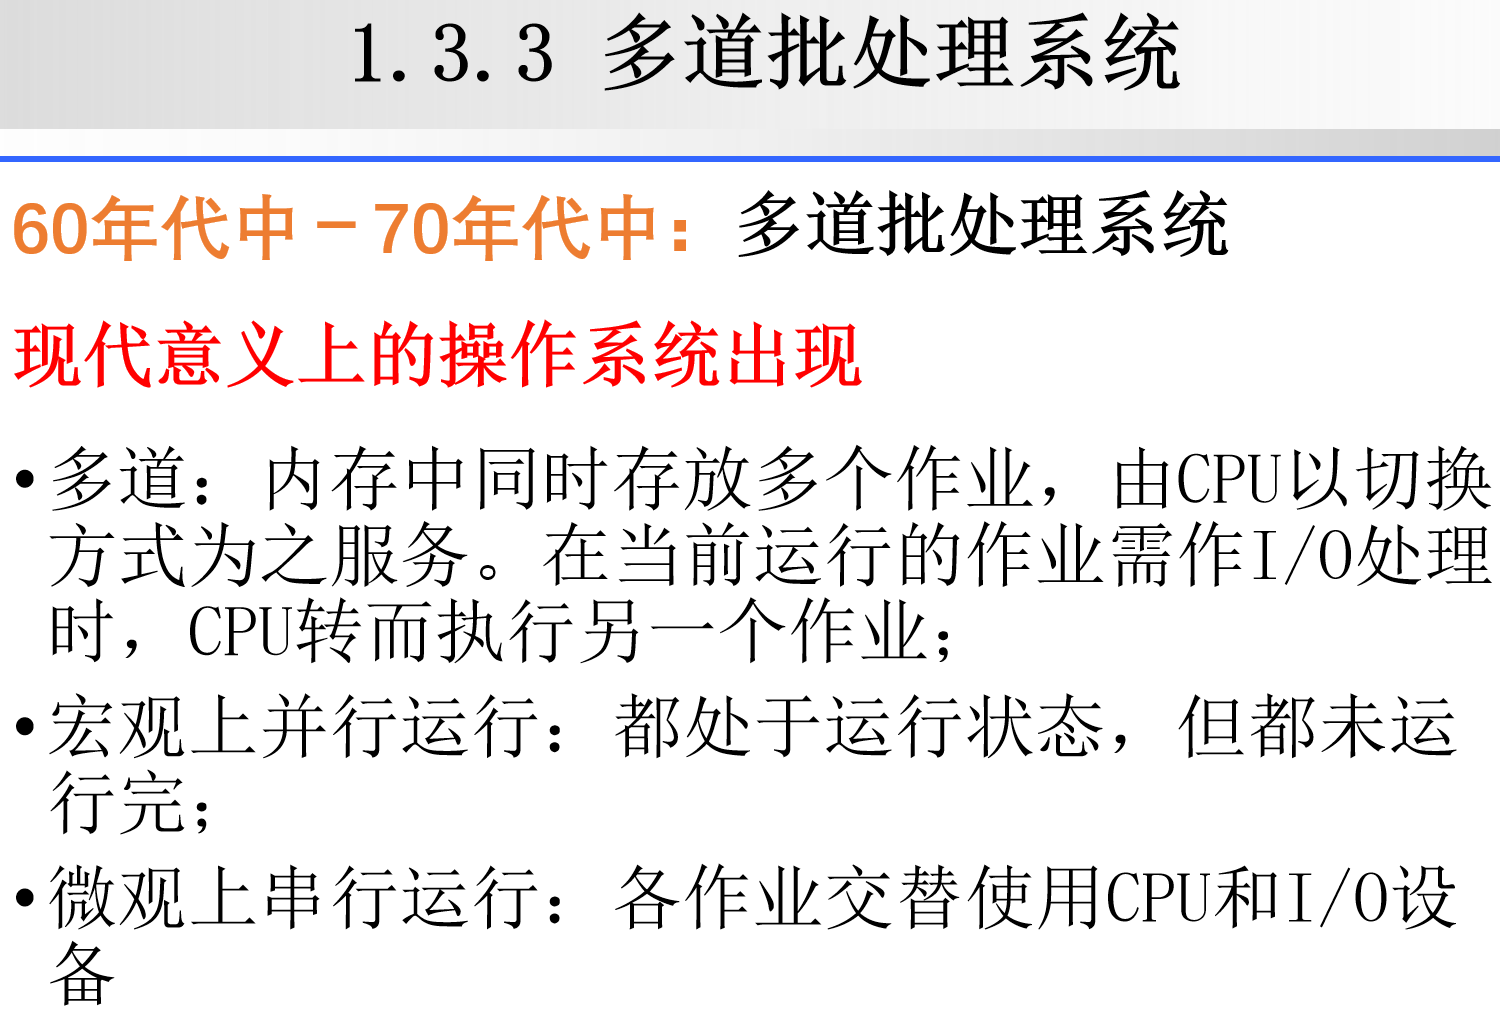 1.3.3 多道批处理系统
60年代中－70年代中：多道批处理系统
现代意义上的操作系统出现
•多道：内存中同时存放多个作业，由CPU以切换
方式为之服务。在当前运行的作业需作I/O处理
时，CPU转而执行另一个作业；
•宏观上并行运行：都处于运行状态，但都未运
行完；
•微观上串行运行：各作业交替使用CPU和I/O设
备